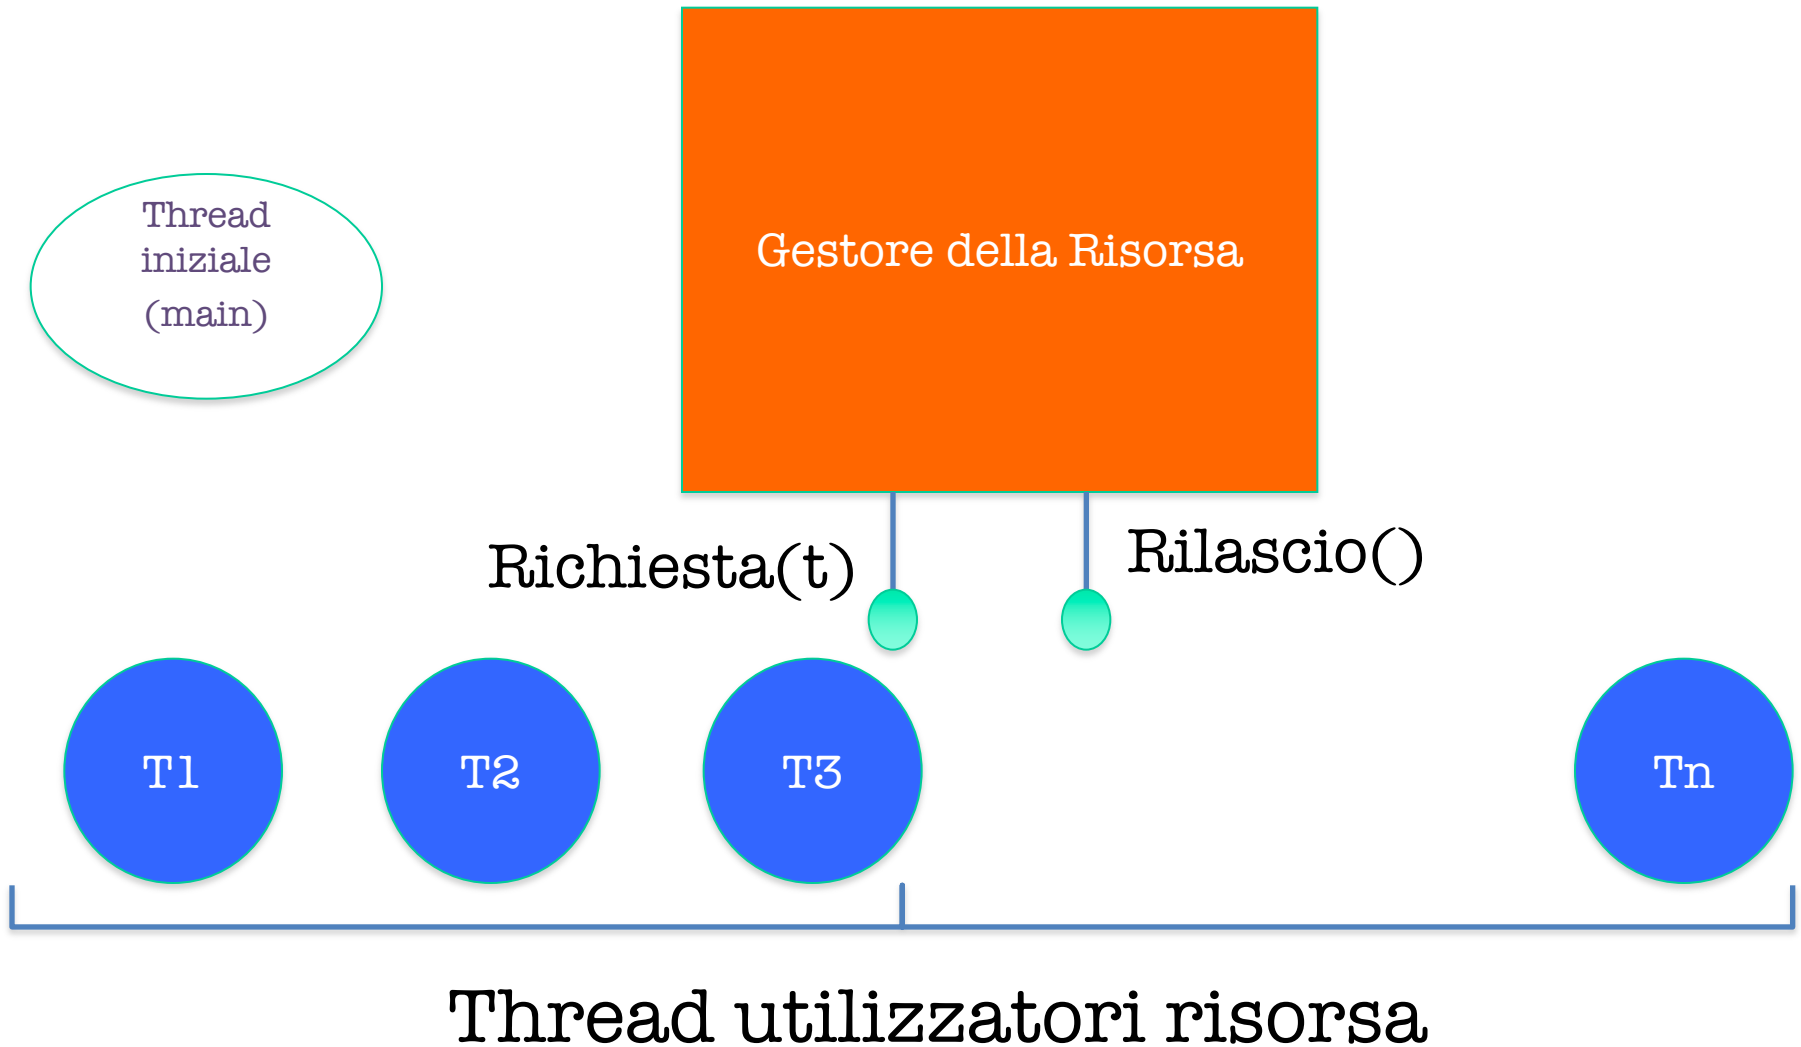 Thread
iniziale
(main)
Gestore della Risorsa
Richiesta(t)
Rilascio()
T1
T2
T3
Tn
Thread utilizzatori risorsa